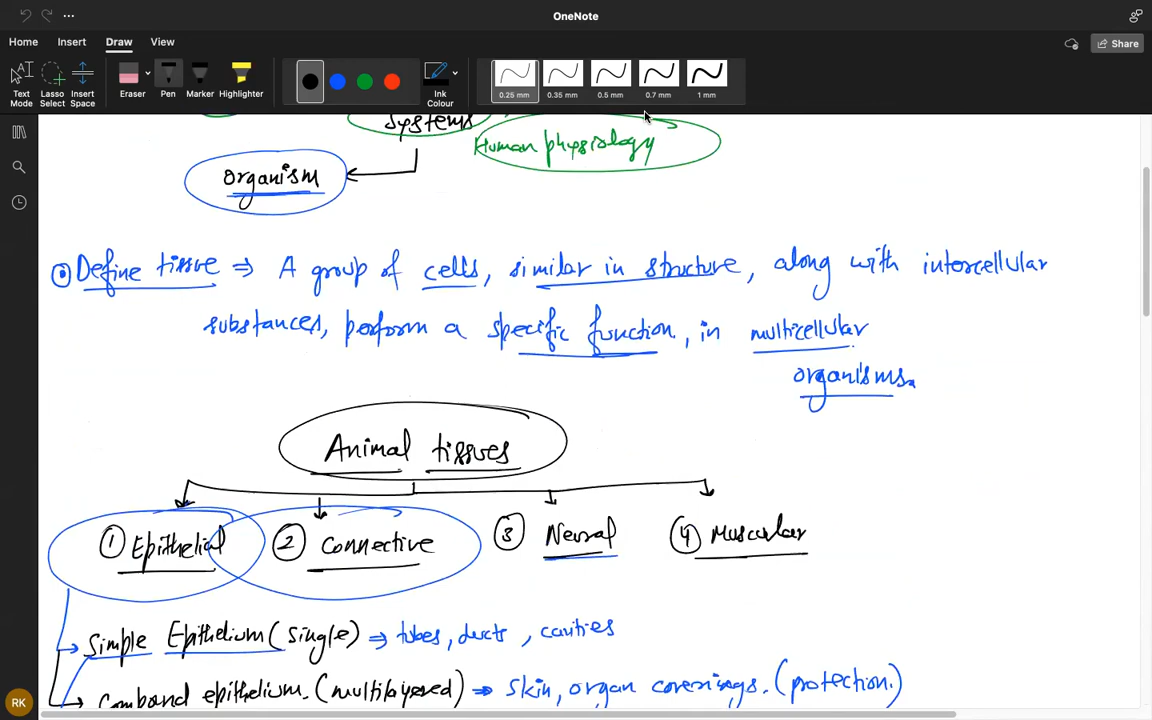 OneNote
Home Insert Draw View
Share
Text Mode
Lasso Select
Insert Space
Eraser
Pen
Marker
Highlighter
Ink Colour
0.25 mm
0.35 mm
0.5 mm
0.7 mm
1 mm
systems
Human physiology
organism
Define tissue ⇒ A group of cells, similar in structure, along with intercellular
substances, perform a specific function, in multicellular
organisms.
Animal tissues
① Epithelial ② Connective ③ Neural ④ Muscular
Simple Epithelium (single) ⇒ tubes, ducts, cavities
Combound epithelium. (multilayered) ⇒ skin, organ coverings. (protection.)
RK